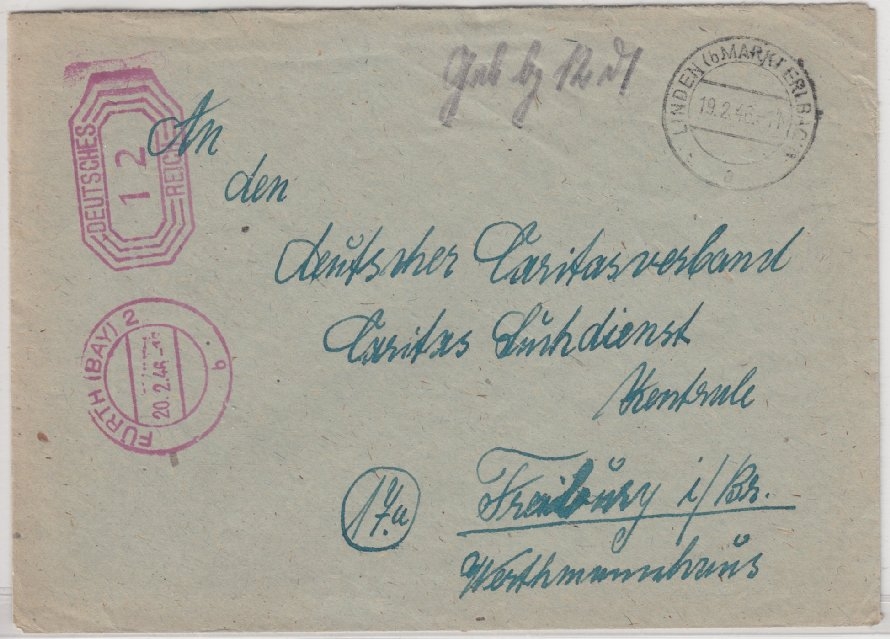 Geb bz 12 Pf
LINDEN (b MARKT ERLBACH)
19.2.46
a
DEUTSCHES
12
REICH
An
den
deutscher Caritasverband
Caritas Suchdienst
Zentrale
FÜRTH (BAY) 2
20.2.46
b
17a
Freiburg i/Br.
Werthmannhaus